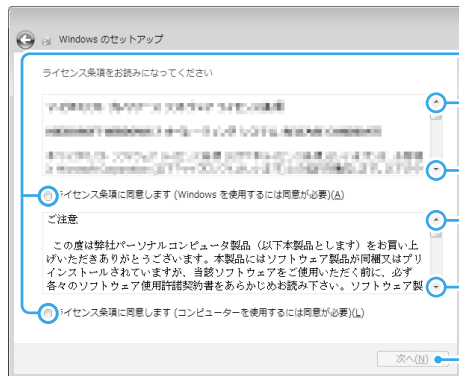 Windows のセットアップ
ライセンス条項をお読みになってください
ライセンス条項に同意します (Windows を使用するには同意が必要)(A)
ご注意
この度は弊社パーソナルコンピュータ製品（以下本製品とします）をお買い上
げいただきありがとうございます。本製品にはソフトウェア製品が同梱又はプリ
インストールされていますが、当該ソフトウェアをご使用いただく前に、必ず
各々のソフトウェア使用許諾契約書をあらかじめお読み下さい。ソフトウェア製
ライセンス条項に同意します (コンピューターを使用するには同意が必要)(L)
次へ(N)